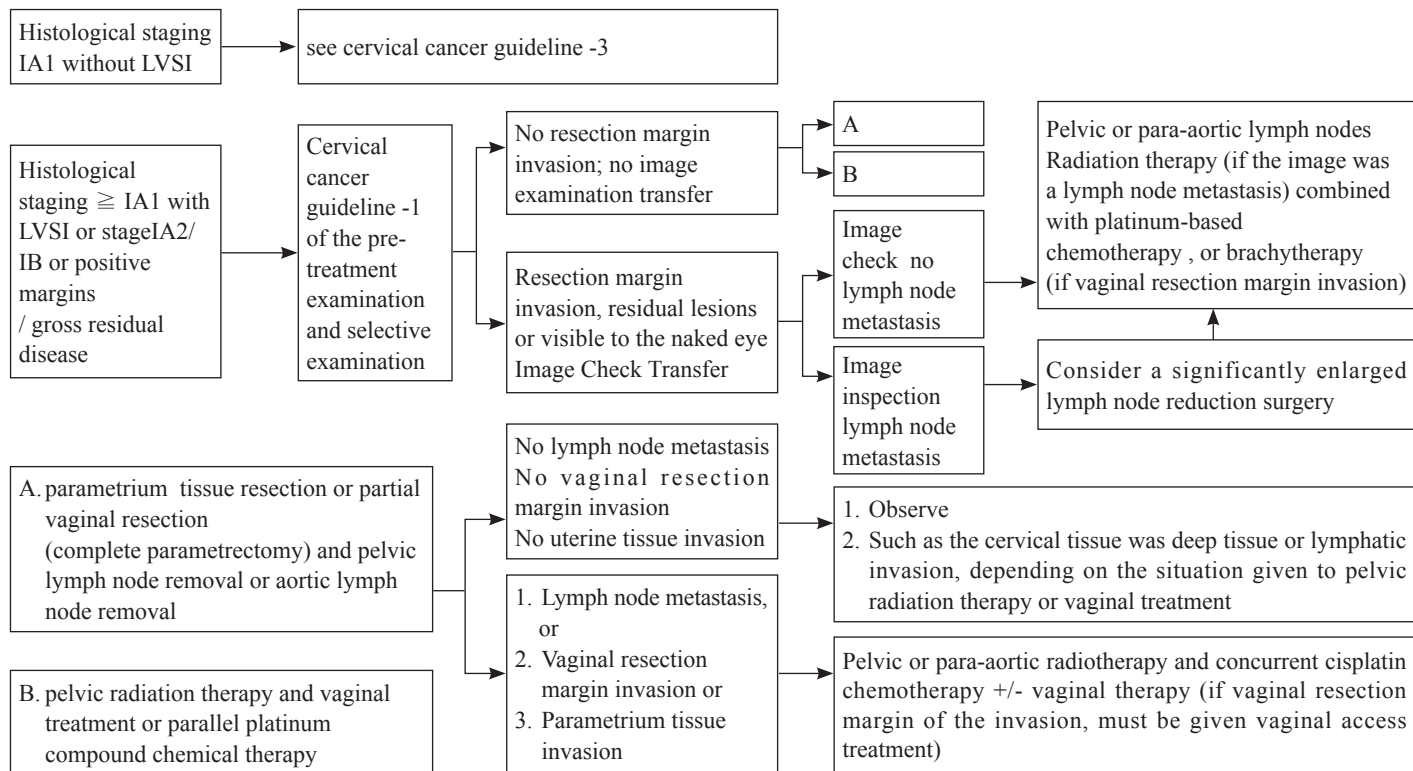 Histological staging
IA1 without LVSI
see cervical cancer guideline -3
Histological
staging ≧ IA1 with
LVSI or stageIA2/
IB or positive
margins
/ gross residual
disease
Cervical
cancer
guideline -1
of the pre-
treatment
examination
and selective
examination
No resection margin
invasion; no image
examination transfer
A
B
Resection margin
invasion, residual lesions
or visible to the naked eye
Image Check Transfer
Image
check no
lymph node
metastasis
Image
inspection
lymph node
metastasis
Pelvic or para-aortic lymph nodes
Radiation therapy (if the image was
a lymph node metastasis) combined
with platinum-based
chemotherapy , or brachytherapy
(if vaginal resection margin invasion)
Consider a significantly enlarged
lymph node reduction surgery
A. parametrium tissue resection or partial
vaginal resection
(complete parametrectomy) and pelvic
lymph node removal or aortic lymph
node removal
B. pelvic radiation therapy and vaginal
treatment or parallel platinum
compound chemical therapy
No lymph node metastasis
No vaginal resection
margin invasion
No uterine tissue invasion
1. Lymph node metastasis,
or
2. Vaginal resection
margin invasion or
3. Parametrium tissue
invasion
1. Observe
2. Such as the cervical tissue was deep tissue or lymphatic
invasion, depending on the situation given to pelvic
radiation therapy or vaginal treatment
Pelvic or para-aortic radiotherapy and concurrent cisplatin
chemotherapy +/- vaginal therapy (if vaginal resection
margin of the invasion, must be given vaginal access
treatment)